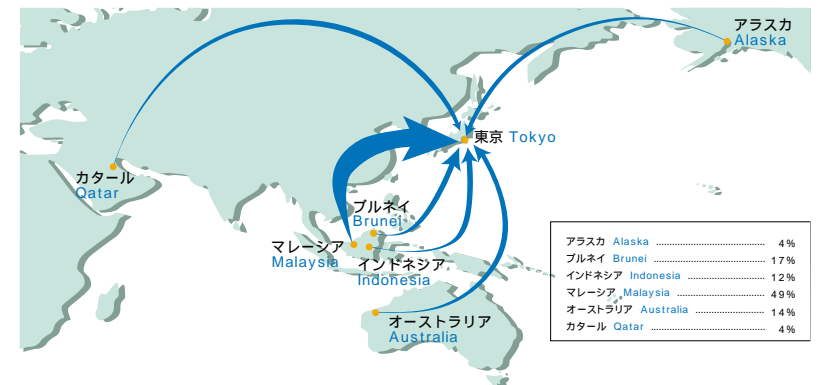 アラスカ
Alaska
東京 Tokyo
カタール
Qatar
ブルネイ
Brunei
マレーシア
Malaysia
インドネシア
Indonesia
オーストラリア
Australia
アラスカ Alaska 4%
ブルネイ Brunei 17%
インドネシア Indonesia 12%
マレーシア Malaysia 49%
オーストラリア Australia 14%
カタール Qatar 4%